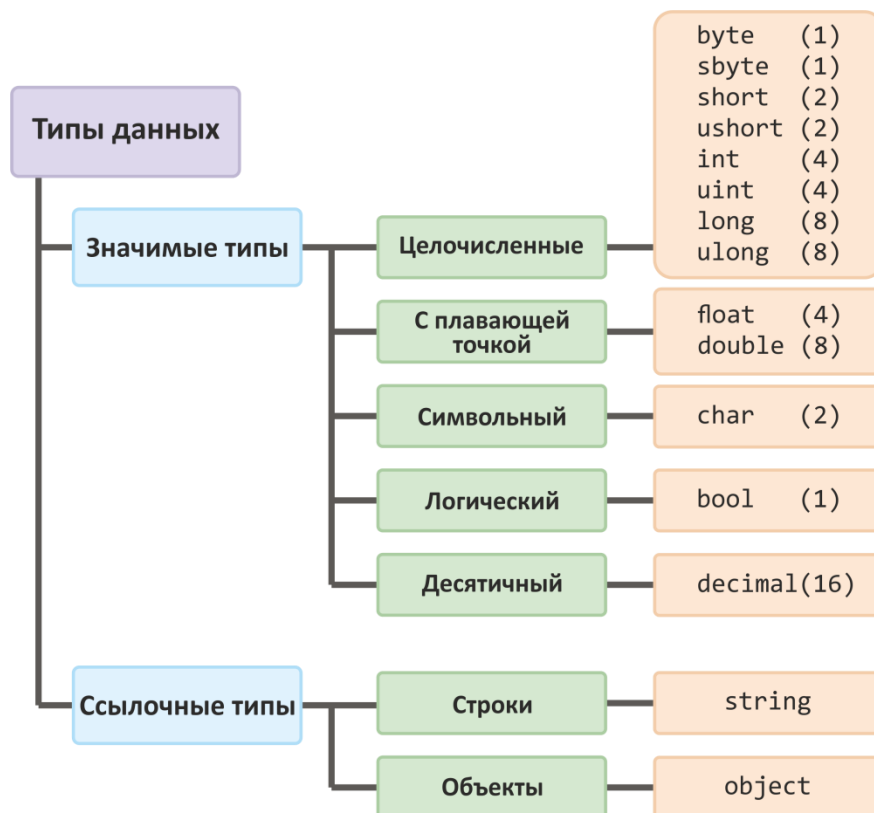 Типы данных
Значимые типы
Целочисленные
byte (1)
sbyte (1)
short (2)
ushort (2)
int (4)
uint (4)
long (8)
ulong (8)
С плавающей
точкой
float (4)
double (8)
Символьный
char (2)
Логический
bool (1)
Десятичный
decimal(16)
Ссылочные типы
Строки
string
Объекты
object